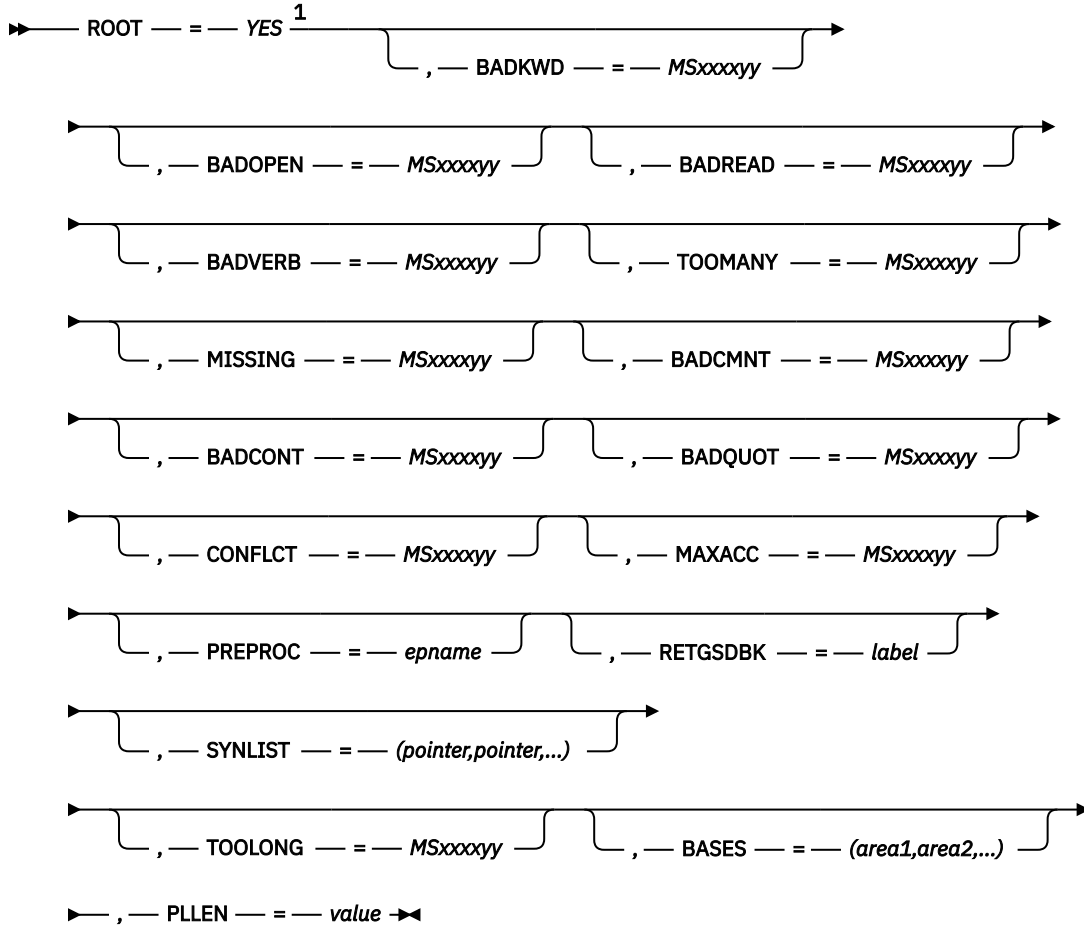 ROOT = YES 1
, BADKWD = MSxxxxyy
, BADOPEN = MSxxxxyy , BADREAD = MSxxxxyy
, BADVERB = MSxxxxyy , TOOMANY = MSxxxxyy
, MISSING = MSxxxxyy , BADCMNT = MSxxxxyy
, BADCONT = MSxxxxyy , BADQUOT = MSxxxxyy
, CONFLCT = MSxxxxyy , MAXACC = MSxxxxyy
, PREPROC = epname , RETGSDBK = label
, SYNLIST = (pointer,pointer,...)
, TOOLONG = MSxxxxyy , BASES = (area1,area2,...)
, PLLEN = value